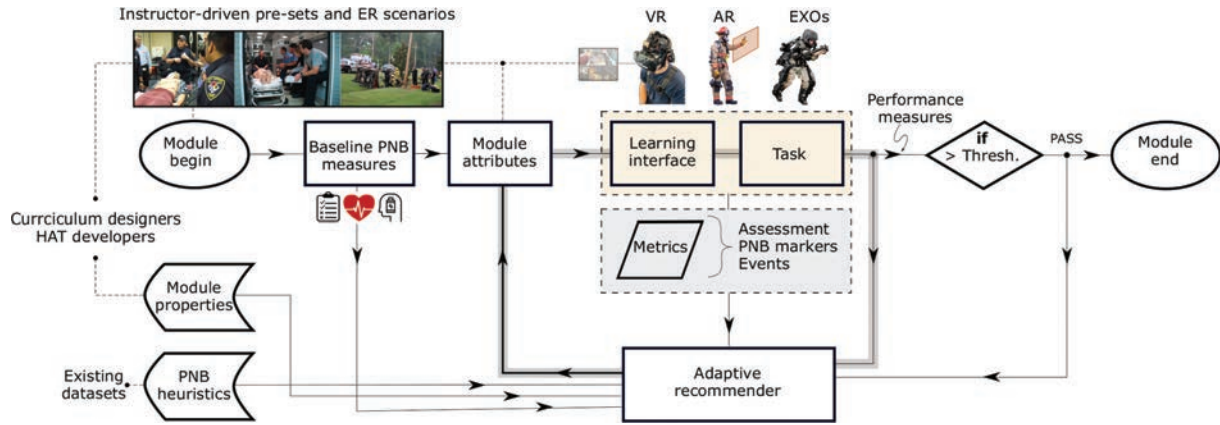 Instructor-driven pre-sets and ER scenarios
VR
AR
EXOs
Module
begin
Baseline PNB
measures
Module
attributes
Learning
interface
Task
Performance
measures
if
> Thresh.
PASS
Module
end
Currciculum designers
HAT developers
Metrics
Assessment
PNB markers
Events
Module
properties
Existing
datasets
PNB
heuristics
Adaptive
recommender